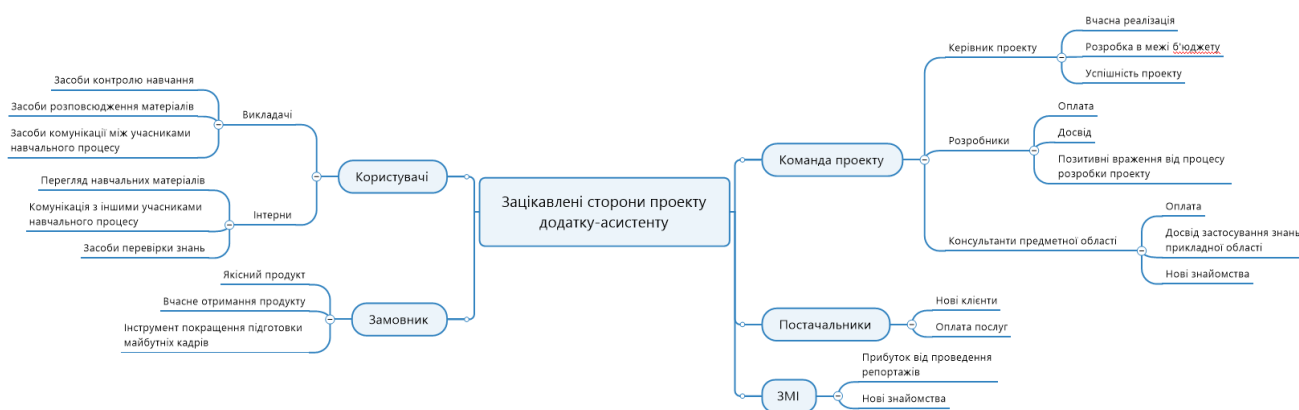 Зацікавлені сторони проекту
додатку-асистенту
Користувачі
Викладачі
Засоби контролю навчання
Засоби розповсюдження матеріалів
Засоби комунікації між учасниками
навчального процесу
Інтерни
Перегляд навчальних матеріалів
Комунікація з іншими учасниками
навчального процесу
Засоби перевірки знань
Замовник
Якісний продукт
Вчасне отримання продукту
Інструмент покращення підготовки
майбутніх кадрів
Команда проекту
Керівник проекту
Вчасна реалізація
Розробка в межі б'юджету
Успішність проекту
Розробники
Оплата
Досвід
Позитивні враження від процесу
розробки проекту
Консультанти предметної області
Оплата
Досвід застосування знань
прикладної області
Нові знайомства
Постачальники
Нові клієнти
Оплата послуг
ЗМІ
Прибуток від проведення
репортажів
Нові знайомства